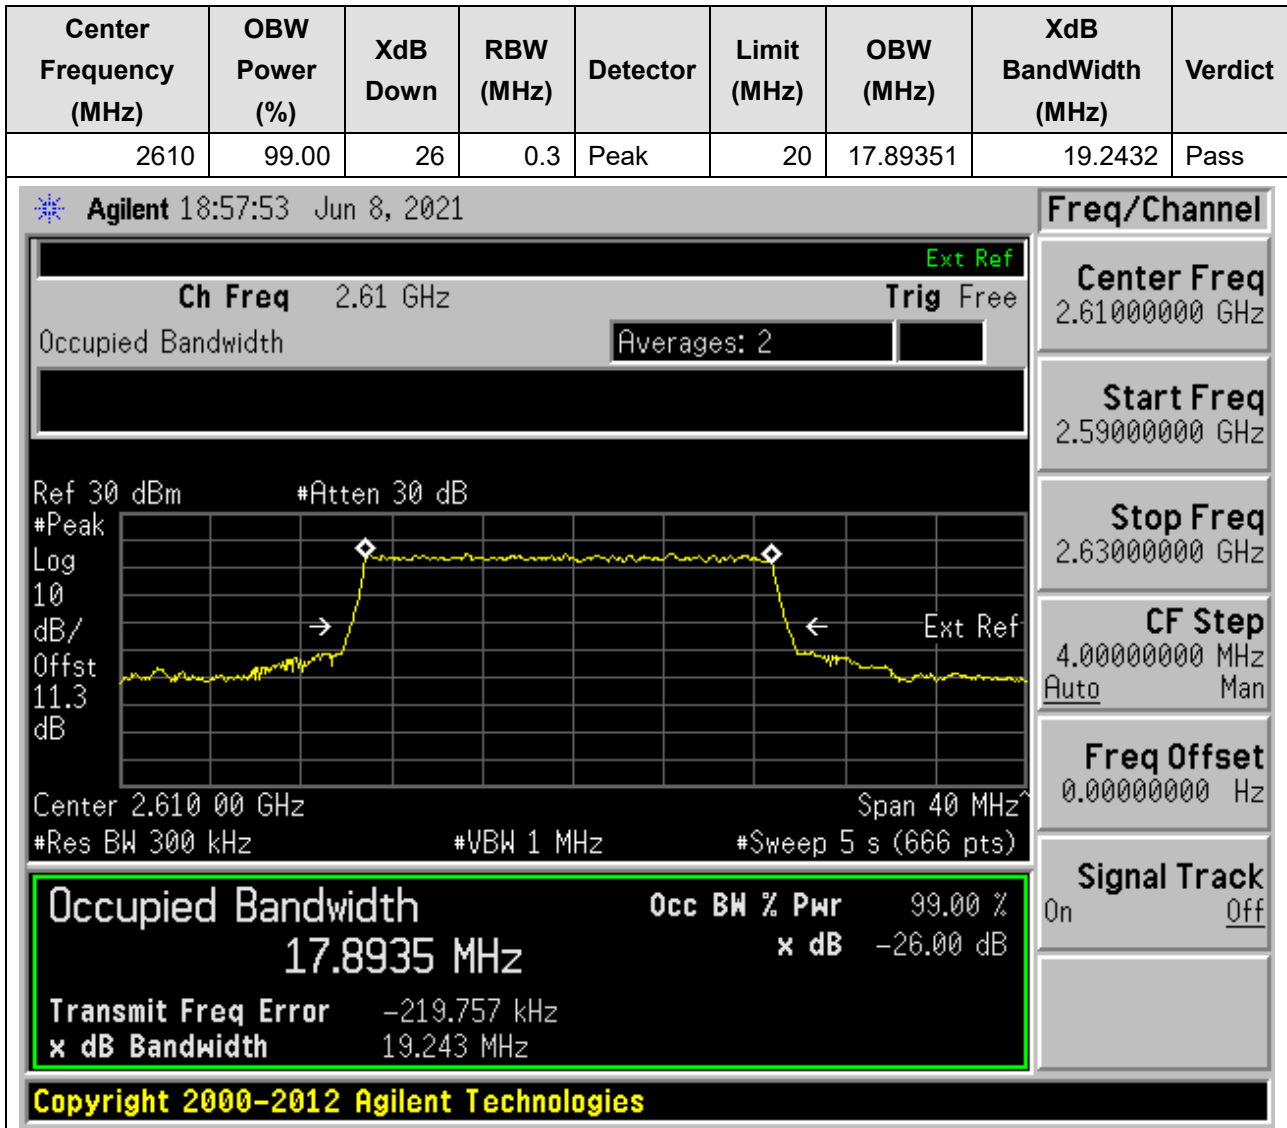 Center Frequency (MHz) OBW Power (%) XdB Down RBW (MHz) Detector Limit (MHz) OBW (MHz) XdB BandWidth (MHz) Verdict
2610 99.00 26 0.3 Peak 20 17.89351 19.2432 Pass
Agilent 18:57:53 Jun 8, 2021
Freq/Channel
Ext Ref
Ch Freq 2.61 GHz Trig Free
Occupied Bandwidth Averages: 2
Center Freq
2.61000000 GHz
Start Freq
2.59000000 GHz
Stop Freq
2.63000000 GHz
CF Step
4.00000000 MHz
Auto Man
Freq Offset
0.00000000 Hz
Signal Track
On Off
Ref 30 dBm #Atten 30 dB
#Peak
Log
10
dB/
Offst
11.3
dB
Ext Ref
Center 2.610 00 GHz Span 40 MHz^
#Res BW 300 kHz #VBW 1 MHz #Sweep 5 s (666 pts)
Occupied Bandwidth Occ BW % Pwr 99.00 %
17.8935 MHz x dB -26.00 dB
Transmit Freq Error -219.757 kHz
x dB Bandwidth 19.243 MHz
Copyright 2000-2012 Agilent Technologies